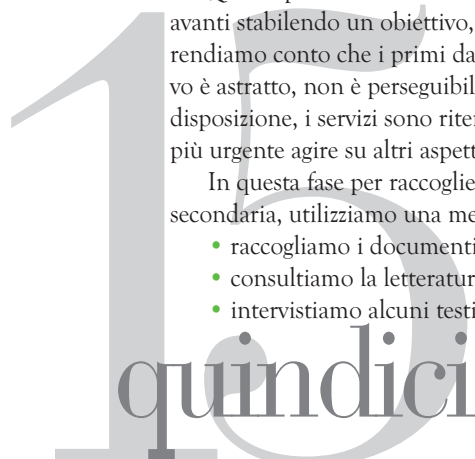 avanti stabilendo un obiettivo,
rendiamo conto che i primi da
vo è astratto, non è perseguibil
disposizione, i servizi sono riter
più urgente agire su altri aspett
In questa fase per raccoglie
secondaria, utilizziamo una me
• raccogliamo i documenti
• consultiamo la letteratur
• intervistiamo alcuni testi
15
quindici